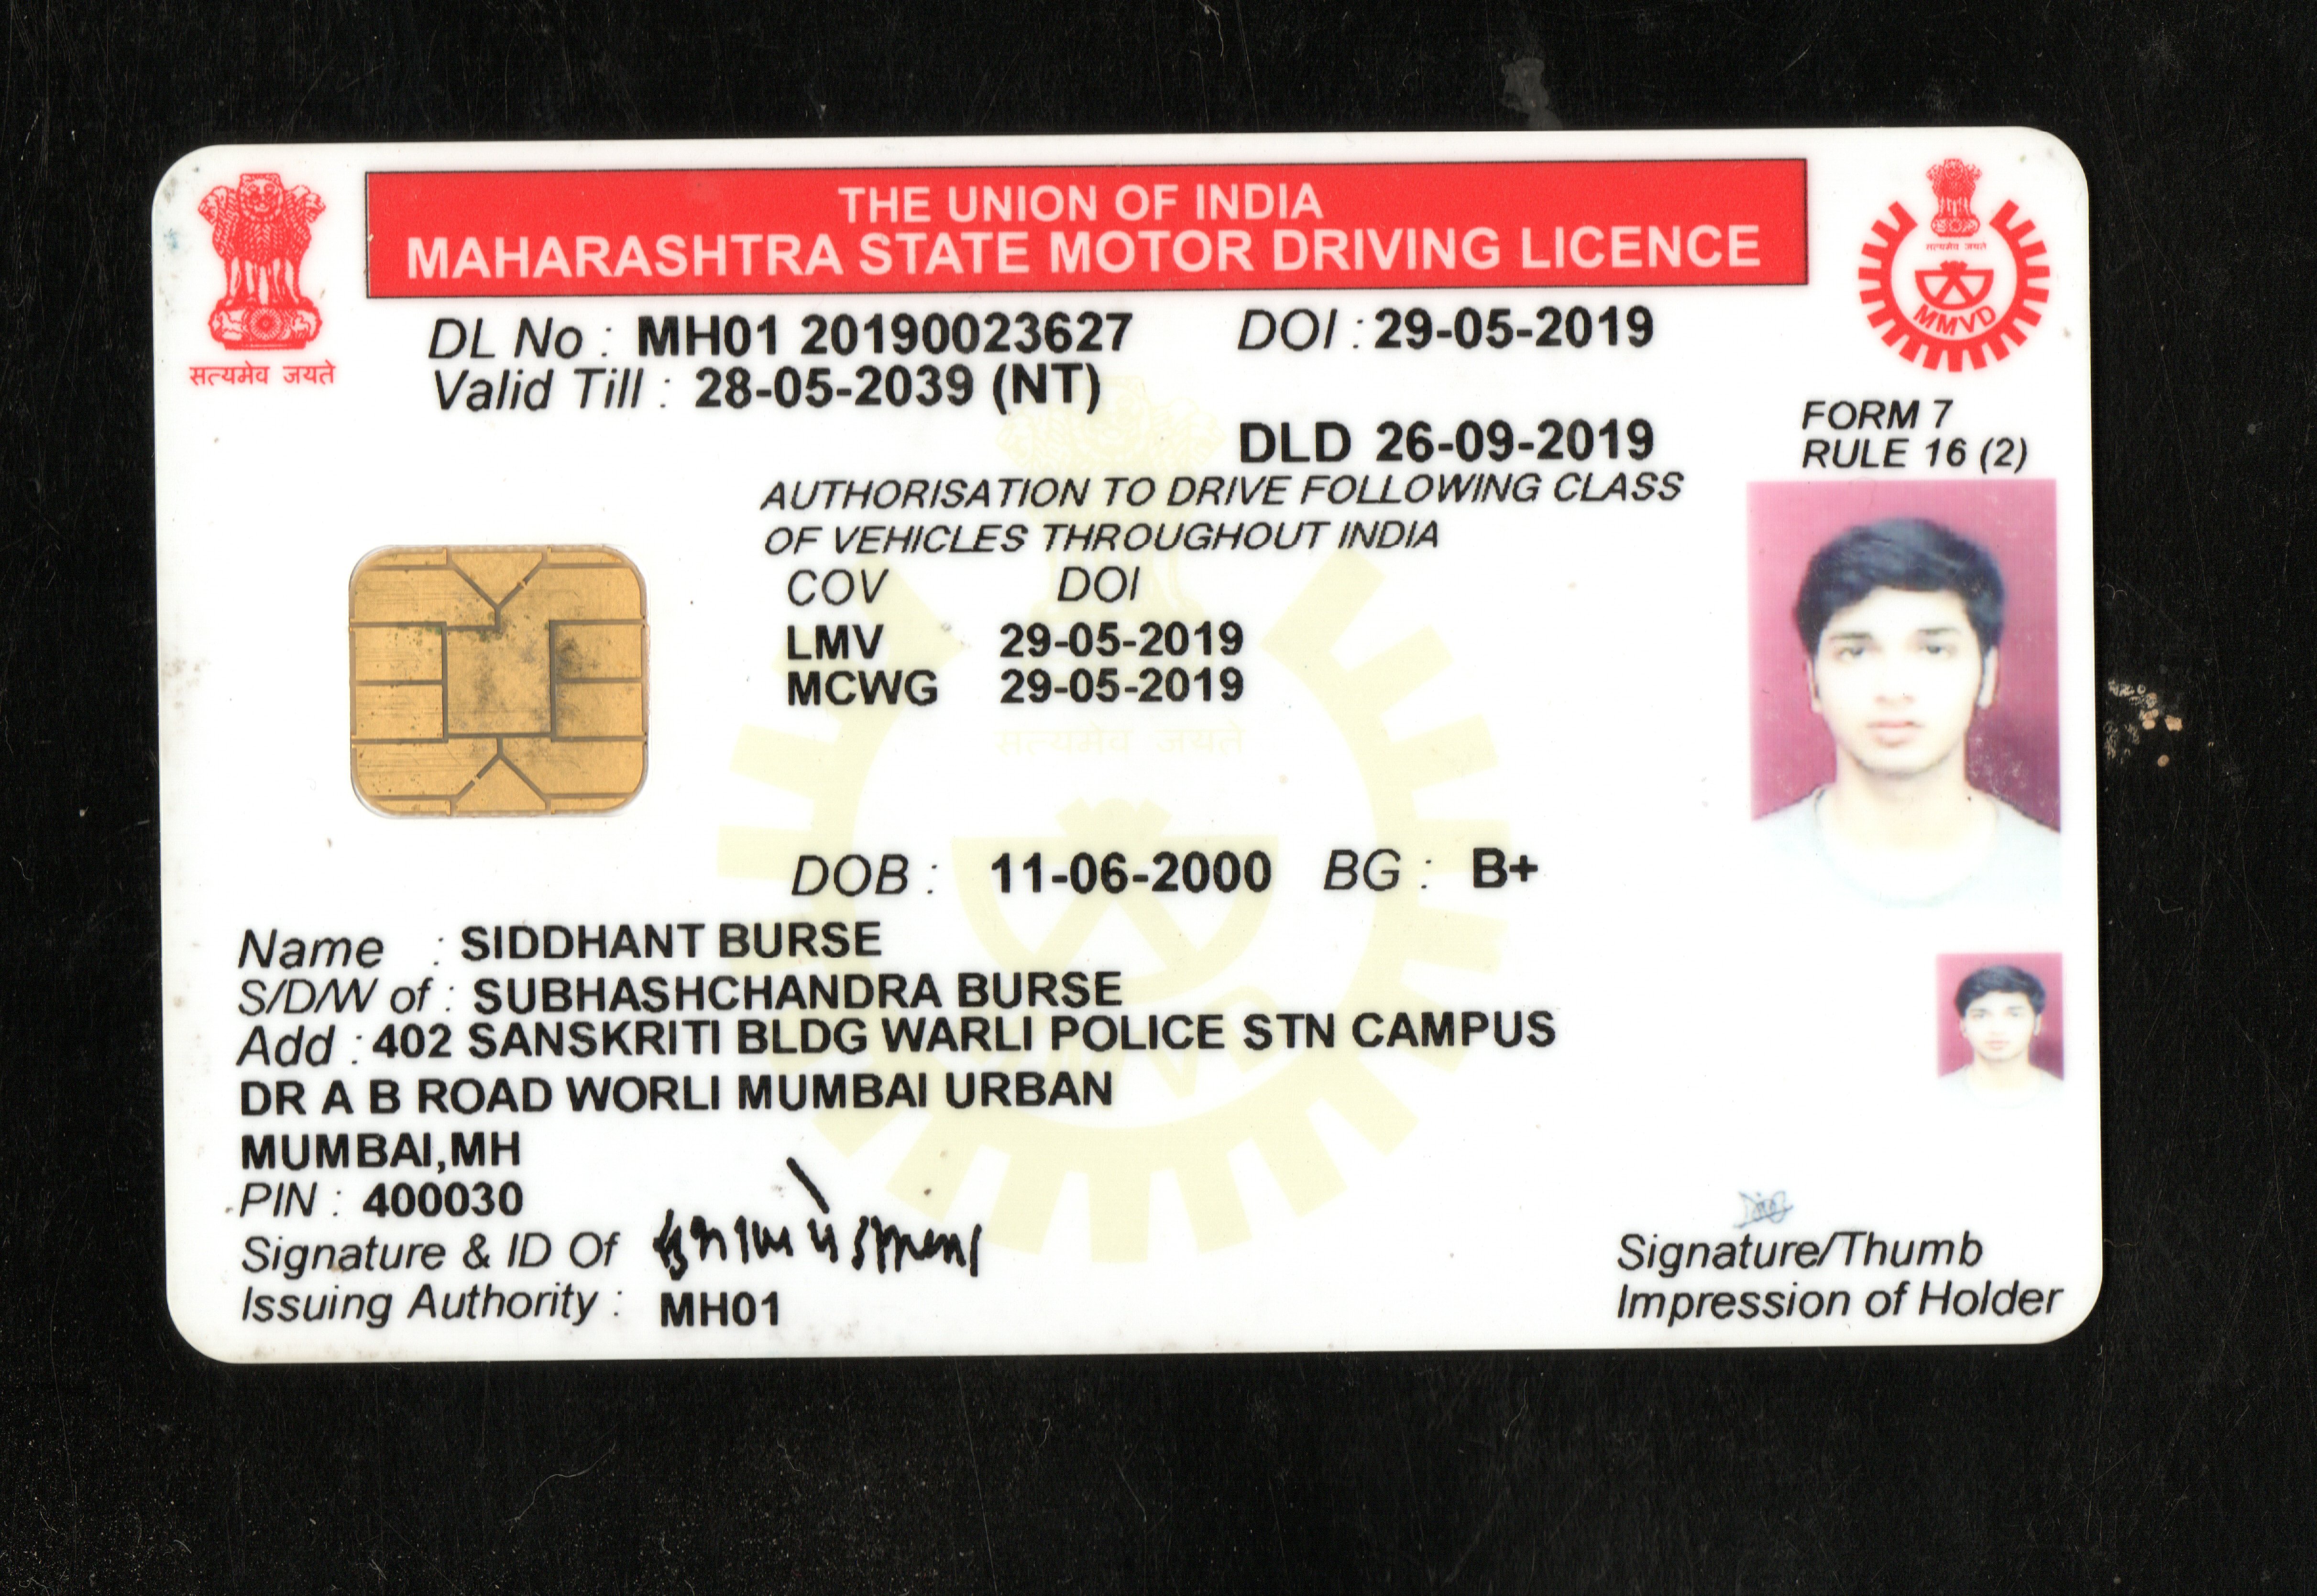 THE UNION OF INDIA
MAHARASHTRA STATE MOTOR DRIVING LICENCE
सत्यमेव जयते
सत्यमेव जयते
MMVD
DL No : MH01 20190023627 DOI : 29-05-2019
Valid Till : 28-05-2039 (NT)
DLD 26-09-2019
FORM 7
RULE 16 (2)
AUTHORISATION TO DRIVE FOLLOWING CLASS
OF VEHICLES THROUGHOUT INDIA
COV DOI
LMV 29-05-2019
MCWG 29-05-2019
सत्यमेव जयते
DOB : 11-06-2000 BG : B+
Name : SIDDHANT BURSE
S/D/W of : SUBHASHCHANDRA BURSE
Add : 402 SANSKRITI BLDG WARLI POLICE STN CAMPUS
DR A B ROAD WORLI MUMBAI URBAN
MUMBAI,MH
PIN : 400030
Signature & ID Of
Issuing Authority : MH01
Signature/Thumb
Impression of Holder